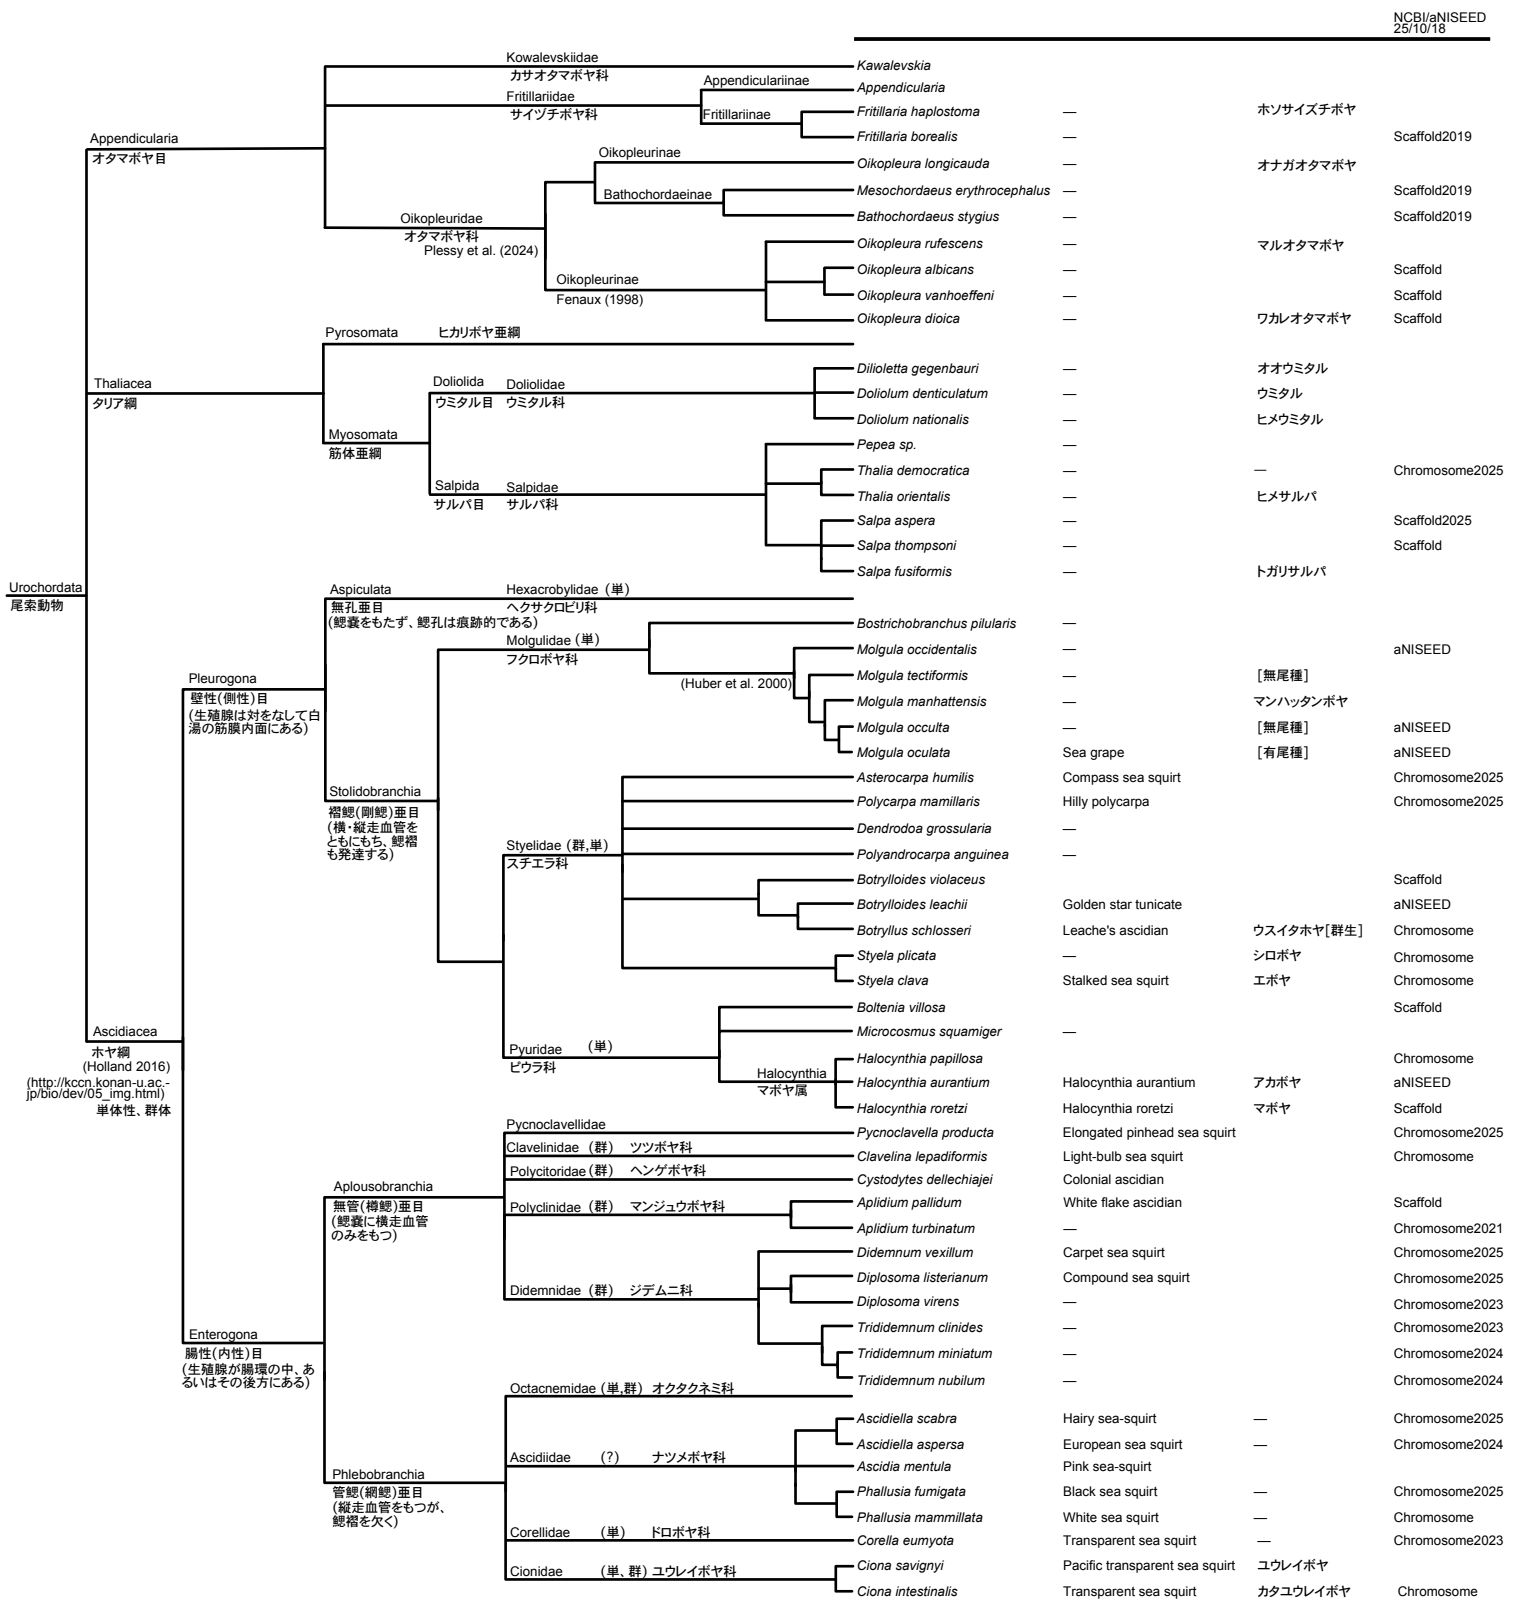 NCBI/aNISEED
25/10/18
Kowalevskiidae
カサオタマボヤ科
Kawalevskia
Fritillariidae
サイヅチボヤ科
Appendiculariinae
Appendicularia
Fritillariinae
Fritillaria haplostoma — ホソサイズチボヤ
Fritillaria borealis — Scaffold2019
Appendicularia
オタマボヤ目
Oikopleurinae
Oikopleura longicauda — オナガオタマボヤ
Bathochordaeinae
Mesochordaeus erythrocephalus — Scaffold2019
Bathochordaeus stygius — Scaffold2019
Oikopleuridae
オタマボヤ科
Plessy et al. (2024)
Oikopleura rufescens — マルオタマボヤ
Oikopleura albicans — Scaffold
Oikopleurinae
Fenaux (1998)
Oikopleura vanhoeffeni — Scaffold
Oikopleura dioica — ワカレオタマボヤ Scaffold
Pyrosomata ヒカリボヤ亜綱
Thaliacea
タリア綱
Doliolida Doliolidae
ウミタル目 ウミタル科
Dilioletta gegenbauri — オオウミタル
Doliolum denticulatum — ウミタル
Doliolum nationalis — ヒメウミタル
Myosomata
筋体亜綱
Pepea sp. —
Thalia democratica — — Chromosome2025
Salpida Salpidae
サルパ目 サルパ科
Thalia orientalis — ヒメサルパ
Salpa aspera — Scaffold2025
Salpa thompsoni — Scaffold
Salpa fusiformis — トガリサルパ
Urochordata
尾索動物
Aspiculata
無孔亜目
(鰓嚢をもたず、鰓孔は痕跡的である)
Hexacrobylidae (単)
ヘクサクロビリ科
Bostrichobranchus pilularis —
Molgulidae (単)
フクロボヤ科
Molgula occidentalis — aNISEED
(Huber et al. 2000)
Molgula tectiformis — [無尾種]
Molgula manhattensis — マンハッタンボヤ
Molgula occulta — [無尾種] aNISEED
Molgula oculata Sea grape [有尾種] aNISEED
Pleurogona
壁性(側性)目
(生殖腺は対をなして白
湯の筋膜内面にある)
Stolidobranchia
褶鰓(剛鰓)亜目
(横・縦走血管を
ともにもち、鰓褶
も発達する)
Asterocarpa humilis Compass sea squirt Chromosome2025
Polycarpa mamillaris Hilly polycarpa Chromosome2025
Dendrodoa grossularia —
Styelidae (群,単)
スチエラ科
Polyandrocarpa anguinea —
Botrylloides violaceus Scaffold
Botrylloides leachii Golden star tunicate aNISEED
Botryllus schlosseri Leache's ascidian ウスイタホヤ[群生] Chromosome
Styela plicata — シロボヤ Chromosome
Styela clava Stalked sea squirt エボヤ Chromosome
Boltenia villosa Scaffold
Microcosmus squamiger —
Pyuridae (単)
ピウラ科
Halocynthia papillosa Chromosome
Halocynthia
マボヤ属
Halocynthia aurantium Halocynthia aurantium アカボヤ aNISEED
Halocynthia roretzi Halocynthia roretzi マボヤ Scaffold
Ascidiacea
ホヤ綱
(Holland 2016)
(http://kccn.konan-u.ac.-
jp/bio/dev/05_img.html)
単体性、群体
Pycnoclavellidae
Pycnoclavella producta Elongated pinhead sea squirt Chromosome2025
Clavelinidae (群) ツツボヤ科
Clavelina lepadiformis Light-bulb sea squirt Chromosome
Polycitoridae (群) ヘンゲボヤ科
Cystodytes dellechiajei Colonial ascidian
Aplousobranchia
無管(樽鰓)亜目
(鰓嚢に横走血管
のみをもつ)
Polyclinidae (群) マンジュウボヤ科
Aplidium pallidum White flake ascidian Scaffold
Aplidium turbinatum — Chromosome2021
Didemnum vexillum Carpet sea squirt Chromosome2025
Diplosoma listerianum Compound sea squirt Chromosome2025
Didemnidae (群) ジデムニ科
Diplosoma virens — Chromosome2023
Trididemnum clinides — Chromosome2023
Trididemnum miniatum — Chromosome2024
Trididemnum nubilum — Chromosome2024
Enterogona
腸性(内性)目
(生殖腺が腸環の中、あ
るいはその後方にある)
Octacnemidae (単,群) オクタクネミ科
Ascidiella scabra Hairy sea-squirt — Chromosome2025
Ascidiella aspersa European sea squirt — Chromosome2024
Ascidiidae (?) ナツメボヤ科
Ascidia mentula Pink sea-squirt
Phlebobranchia
管鰓(網鰓)亜目
(縦走血管をもつが、
鰓褶を欠く)
Phallusia fumigata Black sea squirt — Chromosome2025
Phallusia mammillata White sea squirt — Chromosome
Corellidae (単) ドロボヤ科
Corella eumyota Transparent sea squirt — Chromosome2023
Cionidae (単、群) ユウレイボヤ科
Ciona savignyi Pacific transparent sea squirt ユウレイボヤ
Ciona intestinalis Transparent sea squirt カタユウレイボヤ Chromosome